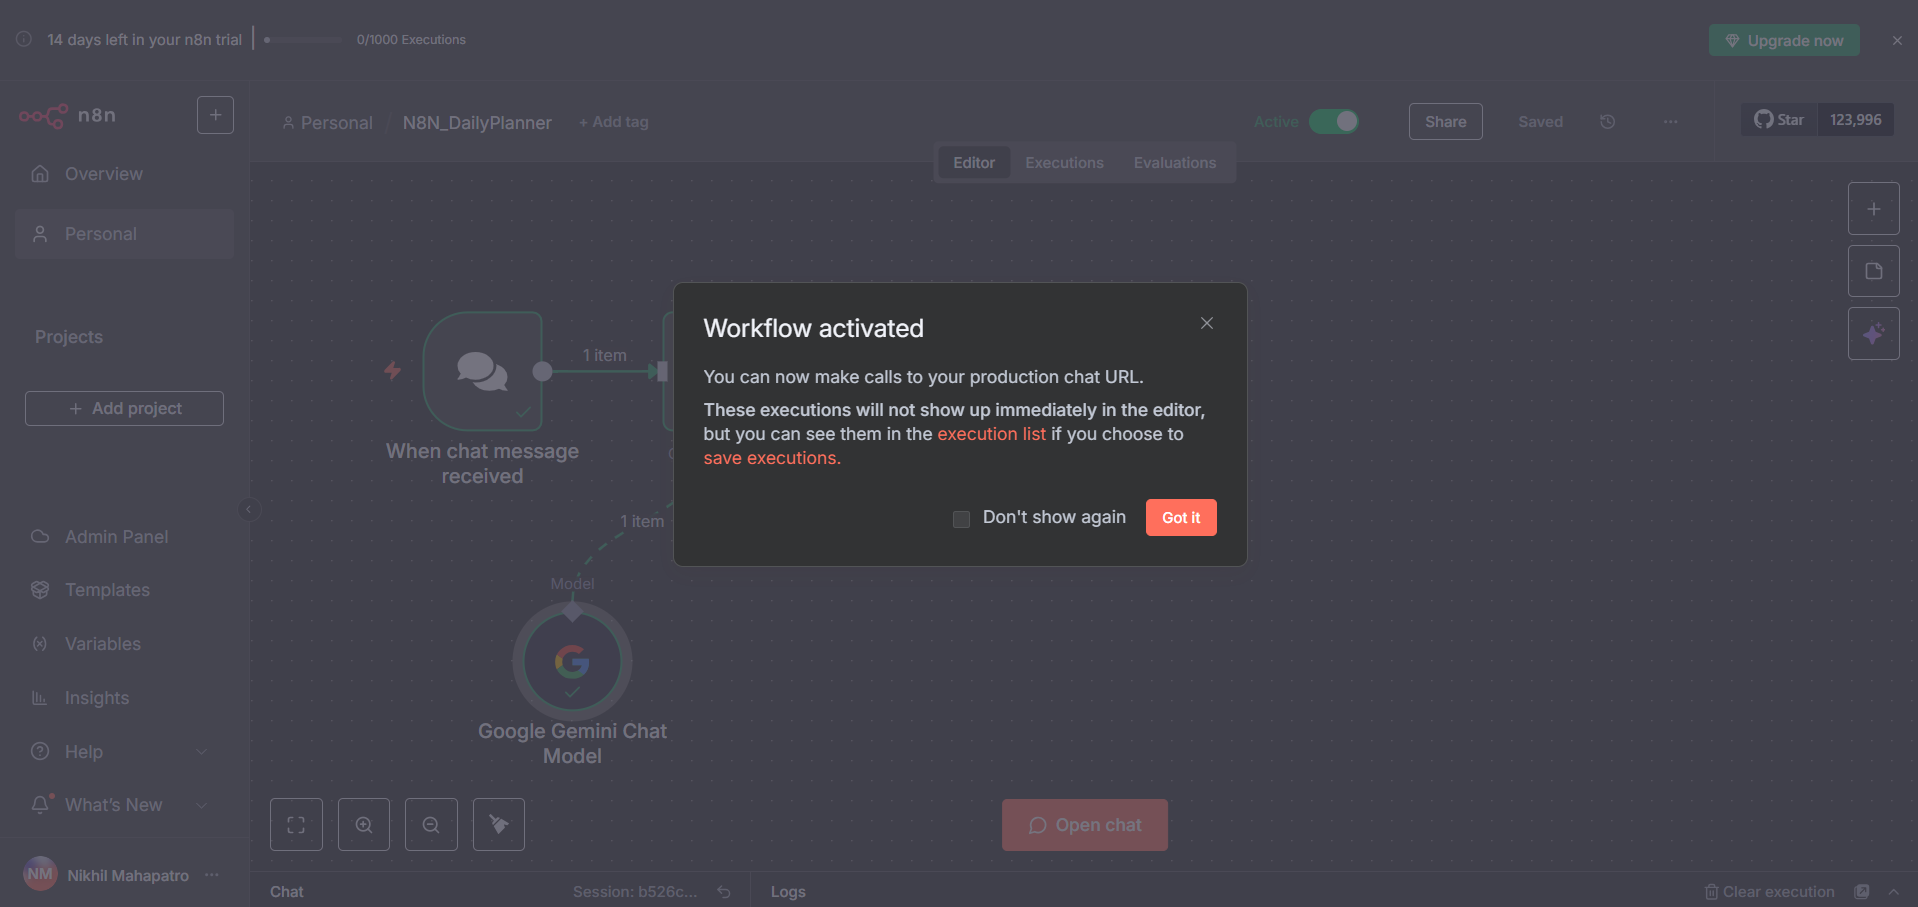 14 days left in your n8n trial
0/1000 Executions
Upgrade now
n8n
Personal / N8N_DailyPlanner + Add tag
Active
Share
Saved
Star 123,996
Editor Executions Evaluations
Overview
Personal
Projects
+ Add project
Admin Panel
Templates
Variables
Insights
Help
What's New
NM Nikhil Mahapatro
1 item
When chat message
received
1 item
Model
Google Gemini Chat
Model
Workflow activated
You can now make calls to your production chat URL.
These executions will not show up immediately in the editor,
but you can see them in the execution list if you choose to
save executions.
Don't show again
Got it
Open chat
Chat
Session: b526c...
Logs
Clear execution